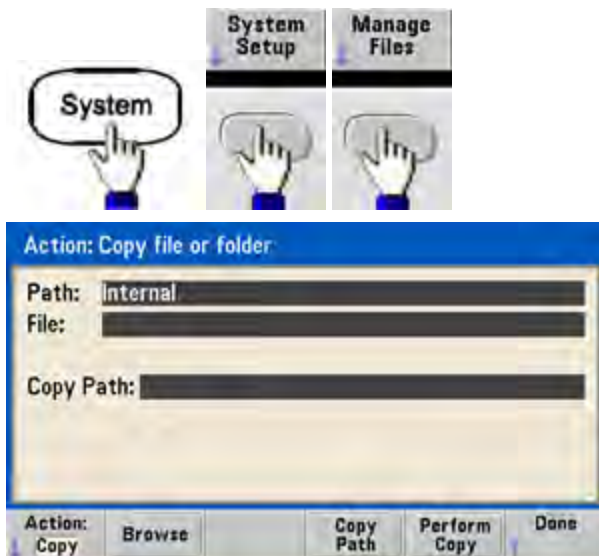 System
System Setup
Manage Files
Action: Copy file or folder
Path: Internal
File:
Copy Path:
Action: Copy
Browse
Copy Path
Perform Copy
Done